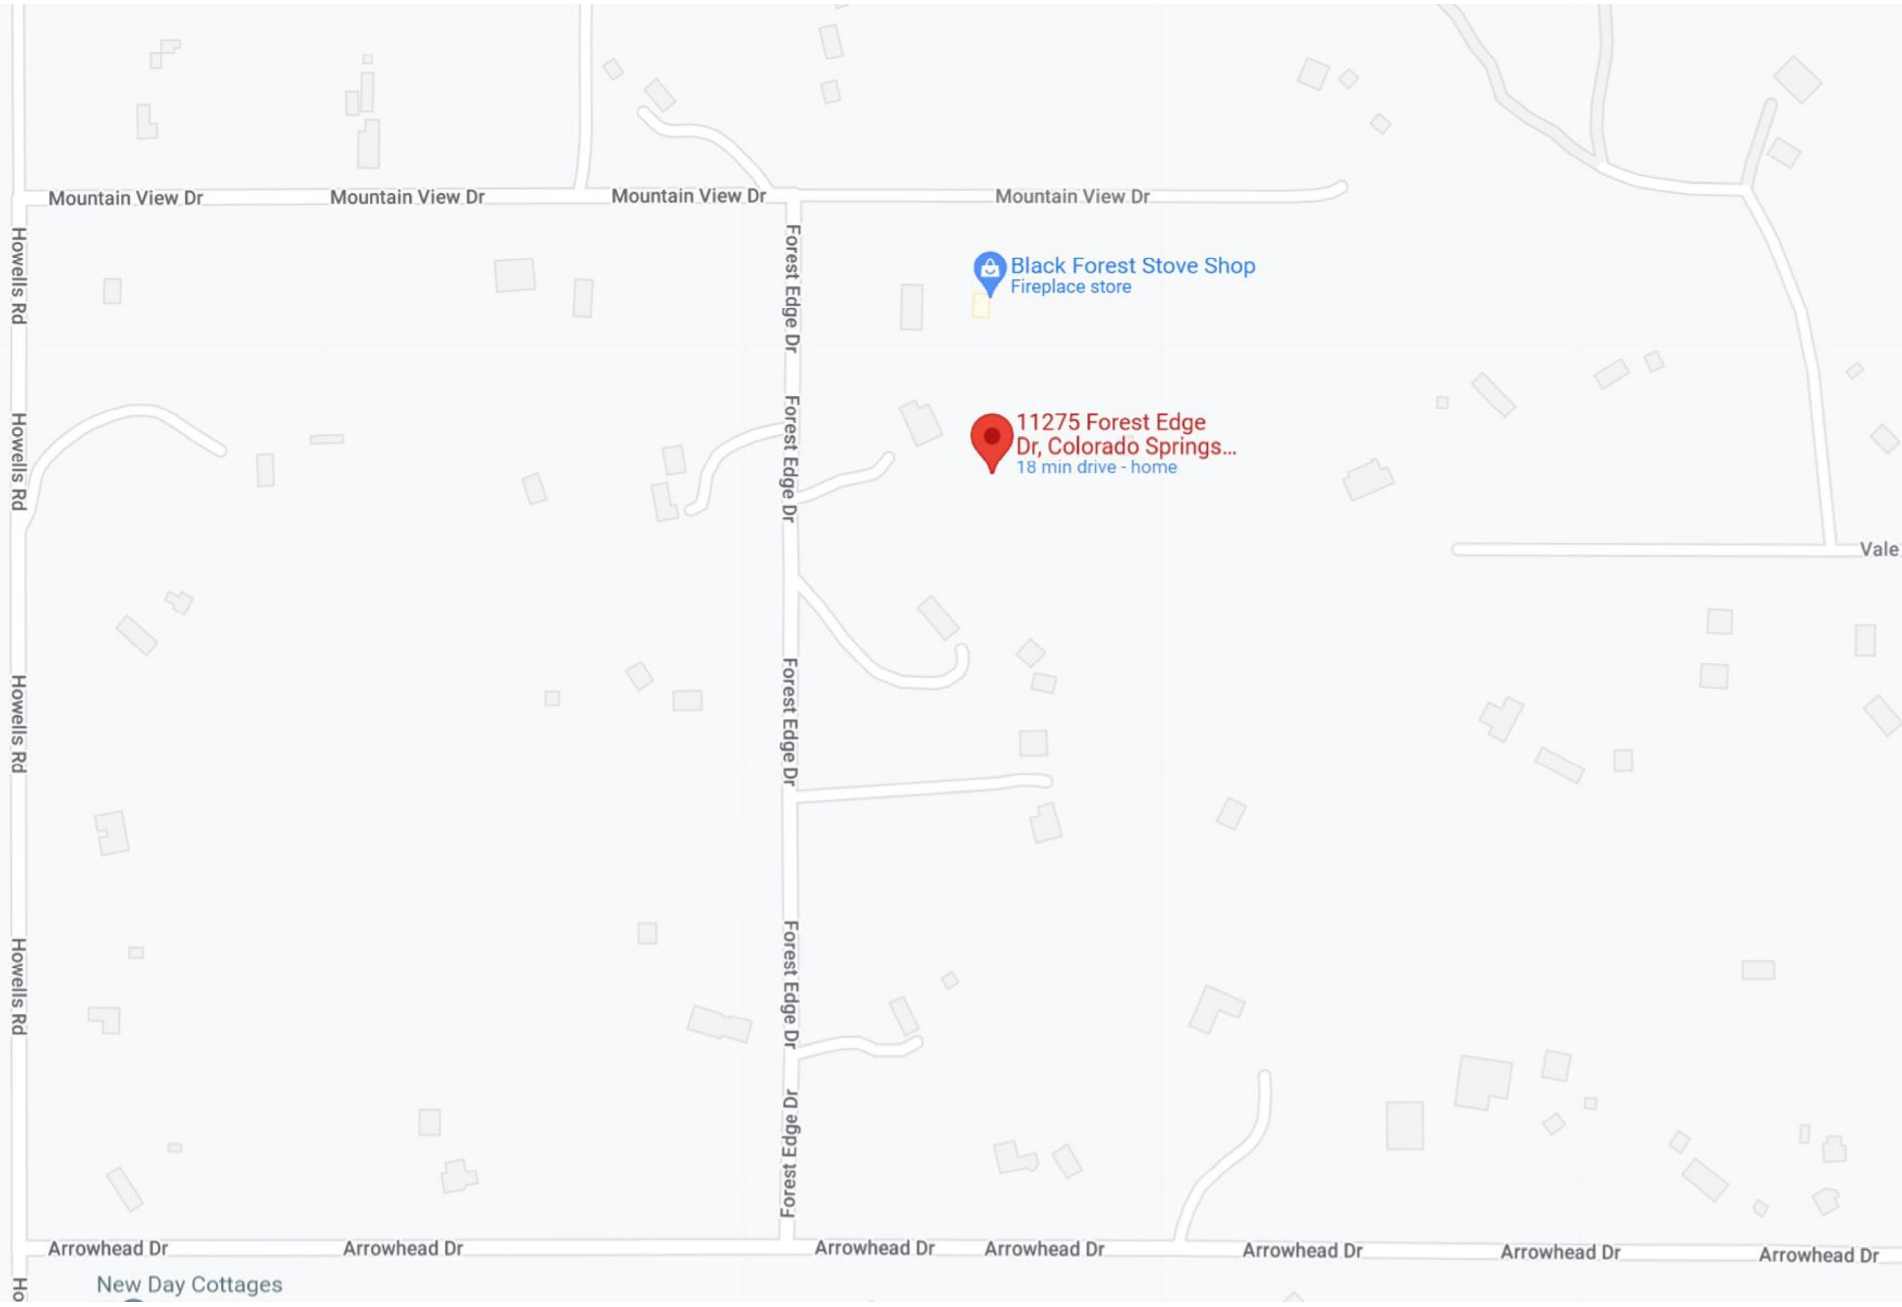 Mountain View Dr
Mountain View Dr
Mountain View Dr
Mountain View Dr
Howells Rd
Forest Edge Dr
Black Forest Stove Shop
Fireplace store
Howells Rd
Forest Edge Dr
11275 Forest Edge
Dr, Colorado Springs...
18 min drive - home
Vale
Howells Rd
Forest Edge Dr
Howells Rd
Forest Edge Dr
Forest Edge Dr
Arrowhead Dr
Arrowhead Dr
Arrowhead Dr
Arrowhead Dr
Arrowhead Dr
Arrowhead Dr
Arrowhead Dr
Ho
New Day Cottages